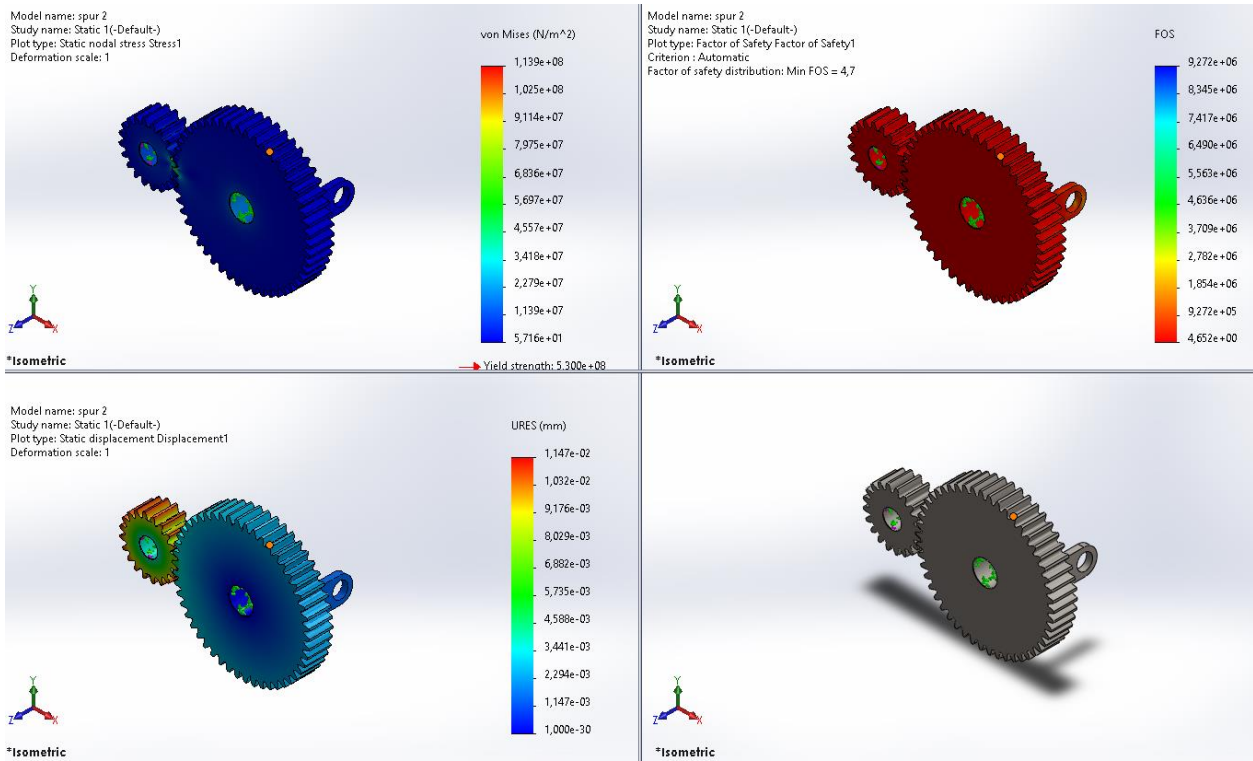 Model name: spur 2
Study name: Static 1(-Default-)
Plot type: Static nodal stress Stress1
Deformation scale: 1
von Mises (N/m^2)
1,139e+08
1,025e+08
9,114e+07
7,975e+07
6,836e+07
5,697e+07
4,557e+07
3,418e+07
2,279e+07
1,139e+07
5,716e+01
Yield strength: 5,300e+08
Y
Z
X
*Isometric
Model name: spur 2
Study name: Static 1(-Default-)
Plot type: Factor of Safety Factor of Safety1
Criterion : Automatic
Factor of safety distribution: Min FOS = 4,7
FOS
9,272e+06
8,345e+06
7,417e+06
6,490e+06
5,563e+06
4,636e+06
3,709e+06
2,782e+06
1,854e+06
9,272e+05
4,652e+00
Y
Z
X
*Isometric
Model name: spur 2
Study name: Static 1(-Default-)
Plot type: Static displacement Displacement1
Deformation scale: 1
URES (mm)
1,147e-02
1,032e-02
9,176e-03
8,029e-03
6,882e-03
5,735e-03
4,588e-03
3,441e-03
2,294e-03
1,147e-03
1,000e-30
Y
Z
X
*Isometric
Y
Z
X
*Isometric